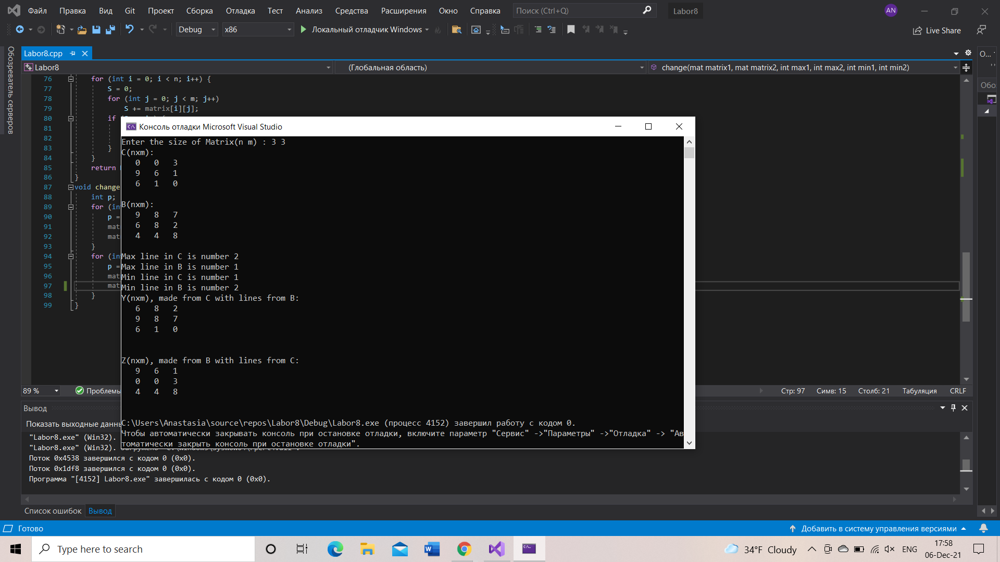 Файл Правка Вид Git Проект Сборка Отладка Тест Анализ Средства Расширения Окно Справка Поиск (Ctrl+Q) Labor8 AN
Debug x86 Локальный отладчик Windows Live Share
Обозреватель серверов
Labor8.cpp О...
Labor8 (Глобальная область) change(mat matrix1, mat matrix2, int max1, int max2, int min1, int min2)
Обо
76 for (int i = 0; i < n; i++) {
77 S = 0;
78 for (int j = 0; j < m; j++)
79 S += matrix[i][j];
80 if
81
82
83 }
84 }
85 return
86 }
87 void change
88 int p;
89 for (in
90 p =
91 mat
92 mat
93 }
94 for (in
95 p =
96 mat
97 mat
98 }
99 }
Консоль отладки Microsoft Visual Studio
Enter the size of Matrix(n m) : 3 3
C(nxm):
0 0 3
9 6 1
6 1 0
B(nxm):
9 8 7
6 8 2
4 4 8
Max line in C is number 2
Max line in B is number 1
Min line in C is number 1
Min line in B is number 2
Y(nxm), made from C with lines from B:
6 8 2
9 8 7
6 1 0
Z(nxm), made from B with lines from C:
9 6 1
0 0 3
4 4 8
C:\Users\Anastasia\source\repos\Labor8\Debug\Labor8.exe (процесс 4152) завершил работу с кодом 0.
Чтобы автоматически закрывать консоль при остановке отладки, включите параметр "Сервис" ->"Параметры" ->"Отладка" -> "Ав
томатически закрыть консоль при остановке отладки".
89 % Проблемы Стр: 97 Симв: 15 Столб: 21 Табуляция CRLF
Вывод
Показать выходные данн
"Labor8.exe" (Win32).
"Labor8.exe" (Win32).
Поток 0x4538 завершился с кодом 0 (0x0).
Поток 0x1df8 завершился с кодом 0 (0x0).
Программа "[4152] Labor8.exe" завершилась с кодом 0 (0x0).
Список ошибок Вывод
Готово Добавить в систему управления версиями
Type here to search 34°F Cloudy ENG 17:58
06-Dec-21